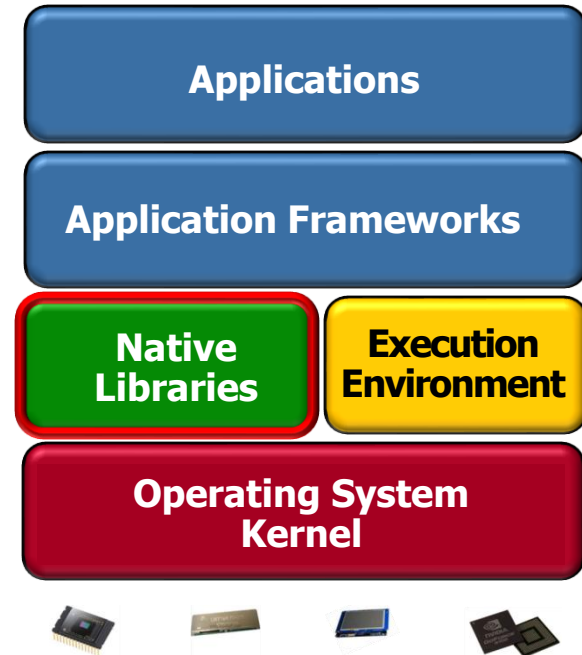 Applications
Application Frameworks
Native
Libraries
Execution
Environment
Operating System
Kernel